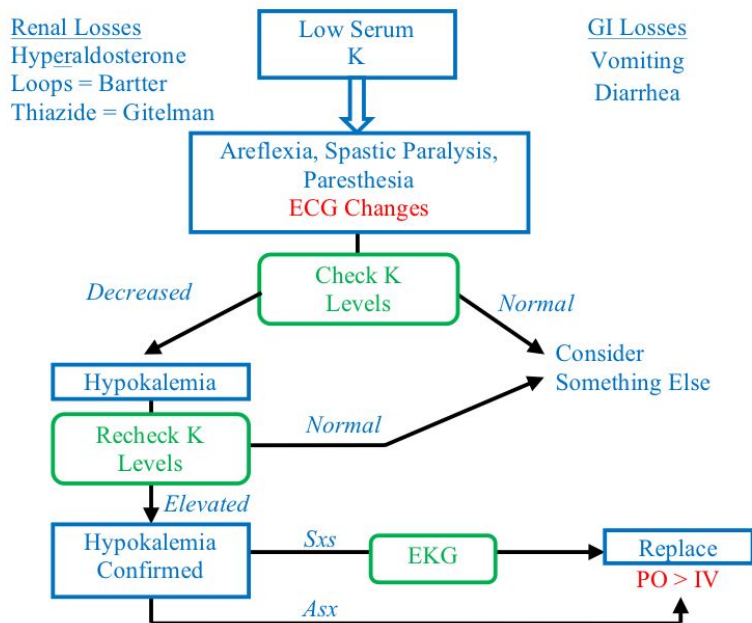 Renal Losses
Hyperaldosterone
Loops = Bartter
Thiazide = Gitelman
Low Serum
K
GI Losses
Vomiting
Diarrhea
Areflexia, Spastic Paralysis,
Paresthesia
ECG Changes
Check K
Levels
Decreased
Normal
Consider
Something Else
Hypokalemia
Recheck K
Levels
Normal
Elevated
Hypokalemia
Confirmed
Sxs
EKG
Replace
PO > IV
Asx